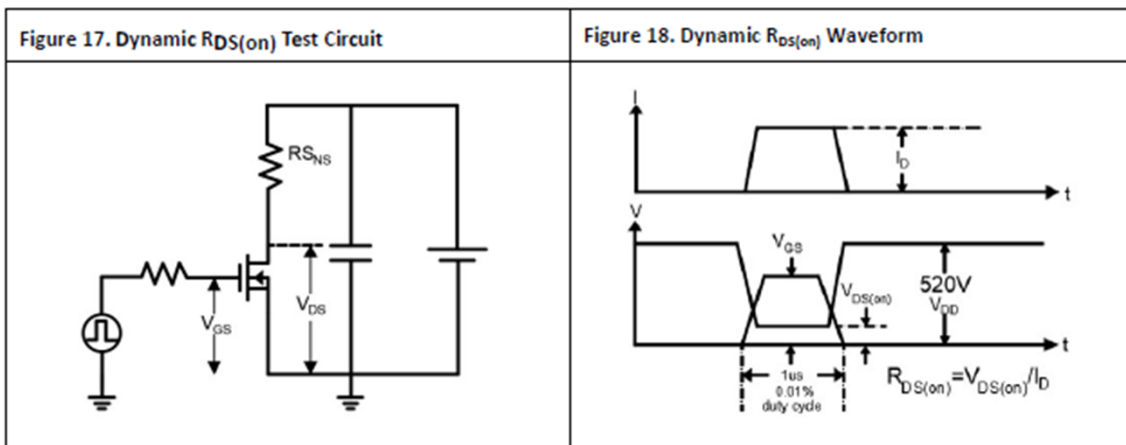 Figure 17. Dynamic RDS(on) Test Circuit
RSNS
VGS
VDS
Figure 18. Dynamic RDS(on) Waveform
I
ID
t
V
VGS
VDS(on)
520V
VDD
t
1us
0.01%
duty cycle
RDS(on)=VDS(on)/ID